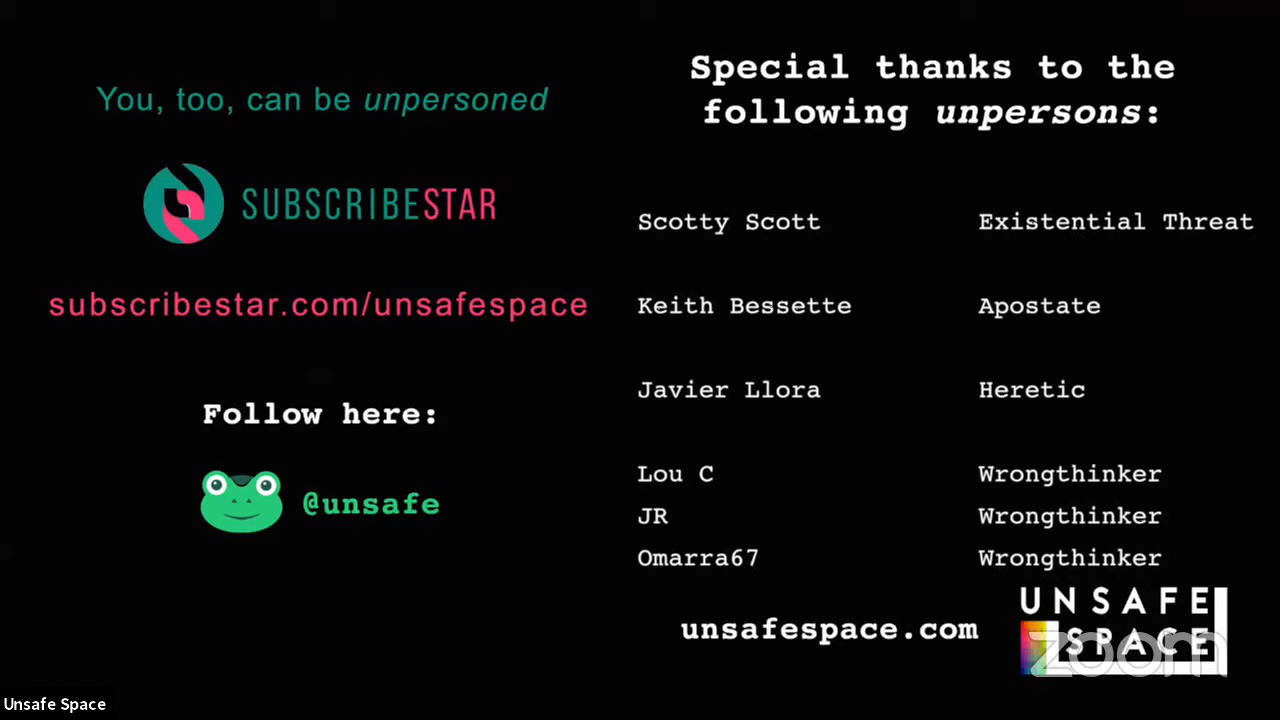 You, too, can be unpersoned
SUBSCRIBESTAR
subscribestar.com/unsafespace
Follow here:
@unsafe
Special thanks to the
following unpersons:
Scotty Scott Existential Threat
Keith Bessette Apostate
Javier Llora Heretic
Lou C Wrongthinker
JR Wrongthinker
Omarra67 Wrongthinker
unsafespace.com
UNSAFE
SPACE
zoom
Unsafe Space